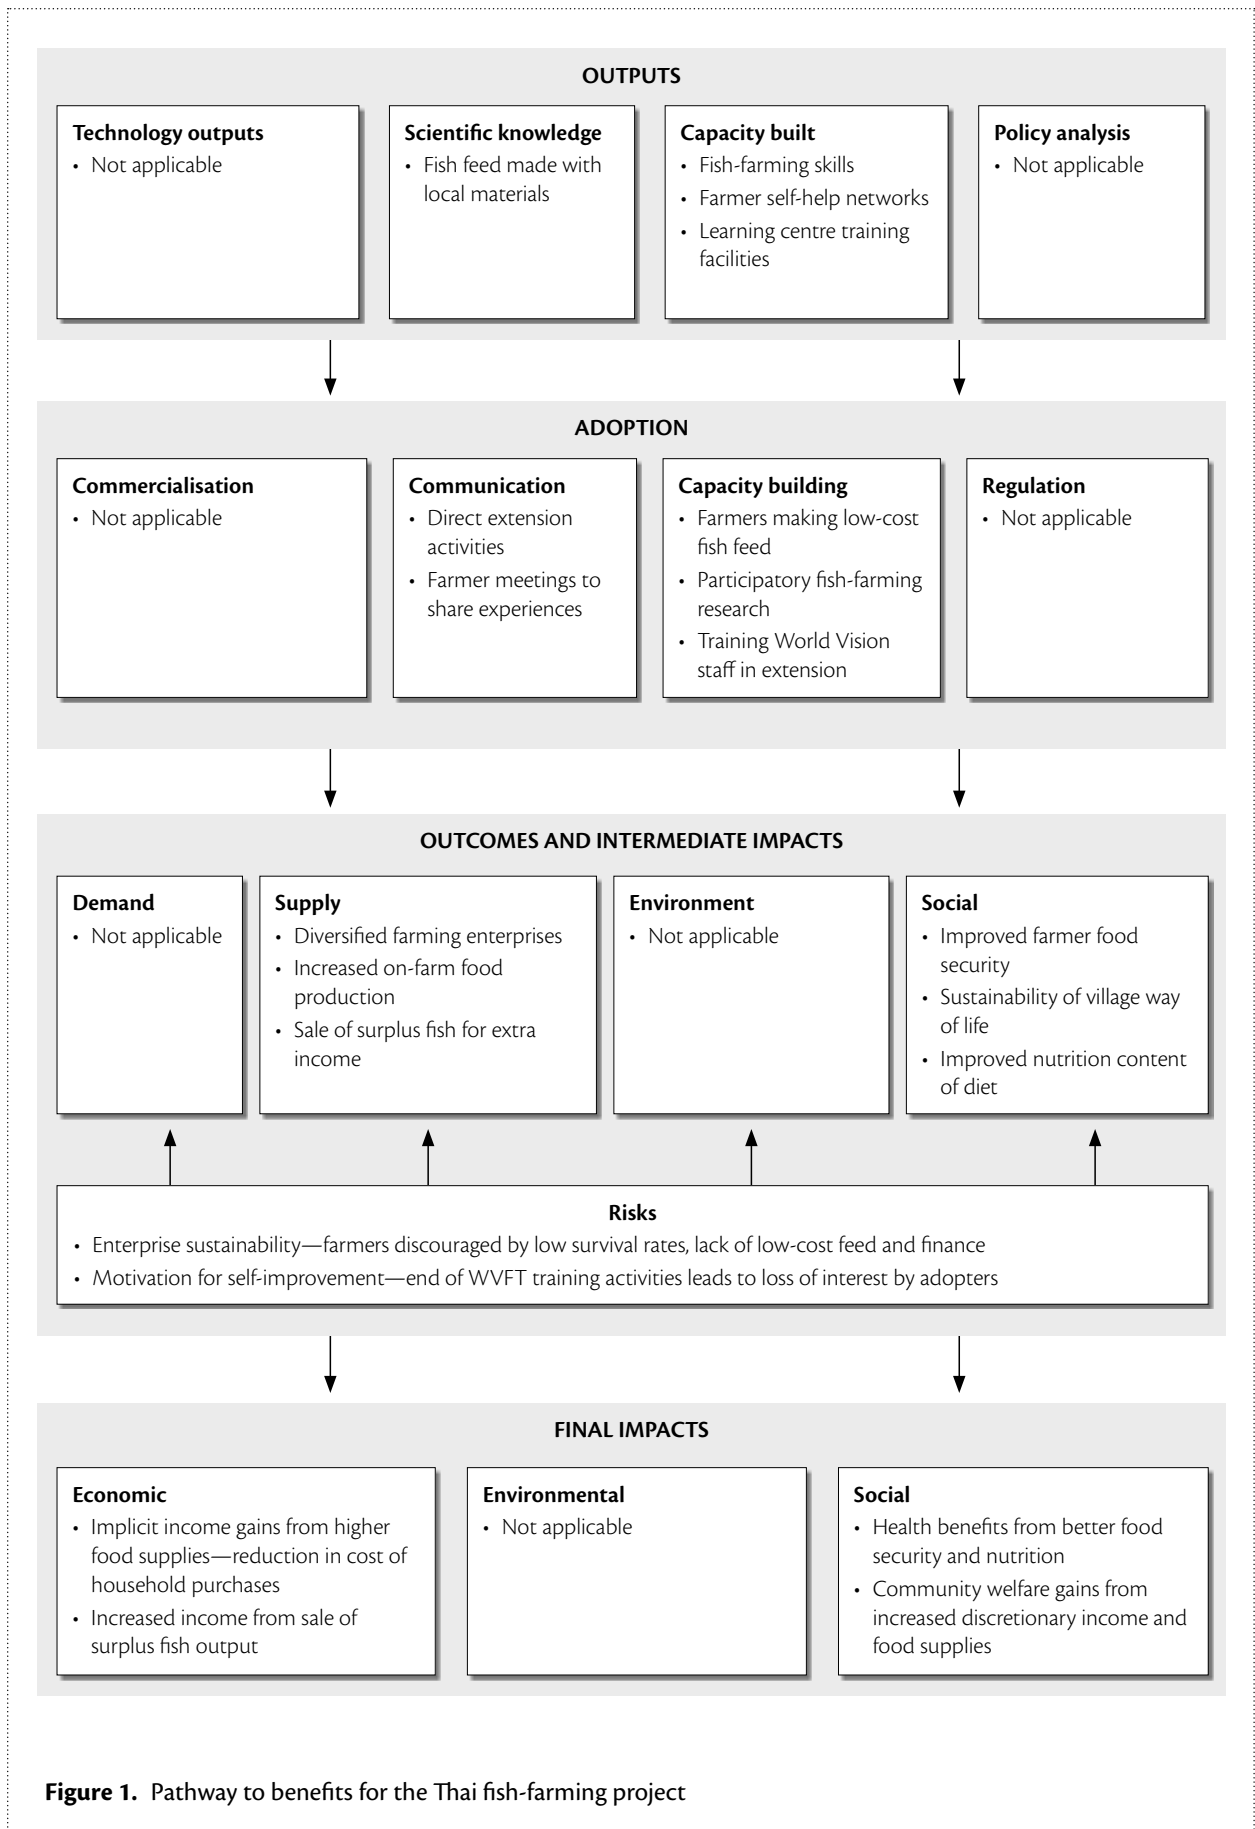 OUTPUTS
Technology outputs
• Not applicable
Scientific knowledge
• Fish feed made with
local materials
Capacity built
• Fish-farming skills
• Farmer self-help networks
• Learning centre training
facilities
Policy analysis
• Not applicable
ADOPTION
Commercialisation
• Not applicable
Communication
• Direct extension
activities
• Farmer meetings to
share experiences
Capacity building
• Farmers making low-cost
fish feed
• Participatory fish-farming
research
• Training World Vision
staff in extension
Regulation
• Not applicable
OUTCOMES AND INTERMEDIATE IMPACTS
Demand
• Not applicable
Supply
• Diversified farming enterprises
• Increased on-farm food
production
• Sale of surplus fish for extra
income
Environment
• Not applicable
Social
• Improved farmer food
security
• Sustainability of village way
of life
• Improved nutrition content
of diet
Risks
• Enterprise sustainability—farmers discouraged by low survival rates, lack of low-cost feed and finance
• Motivation for self-improvement—end of WVFT training activities leads to loss of interest by adopters
FINAL IMPACTS
Economic
• Implicit income gains from higher
food supplies—reduction in cost of
household purchases
• Increased income from sale of
surplus fish output
Environmental
• Not applicable
Social
• Health benefits from better food
security and nutrition
• Community welfare gains from
increased discretionary income and
food supplies
Figure 1. Pathway to benefits for the Thai fish-farming project